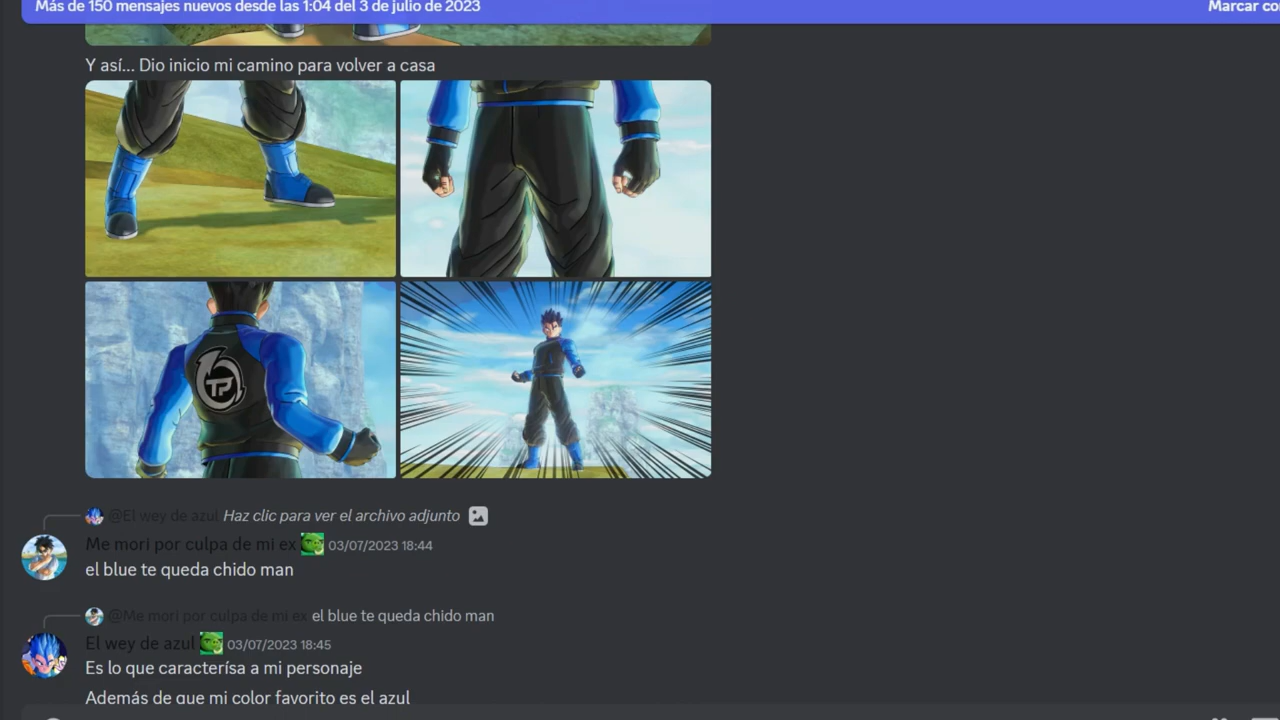 Más de 150 mensajes nuevos desde las 1:04 del 3 de julio de 2023
Marcar co
Y así... Dio inicio mi camino para volver a casa
TP
@El wey de azul Haz clic para ver el archivo adjunto
Me mori por culpa de mi ex 03/07/2023 18:44
el blue te queda chido man
@Me mori por culpa de mi ex el blue te queda chido man
El wey de azul 03/07/2023 18:45
Es lo que caracterísa a mi personaje
Además de que mi color favorito es el azul